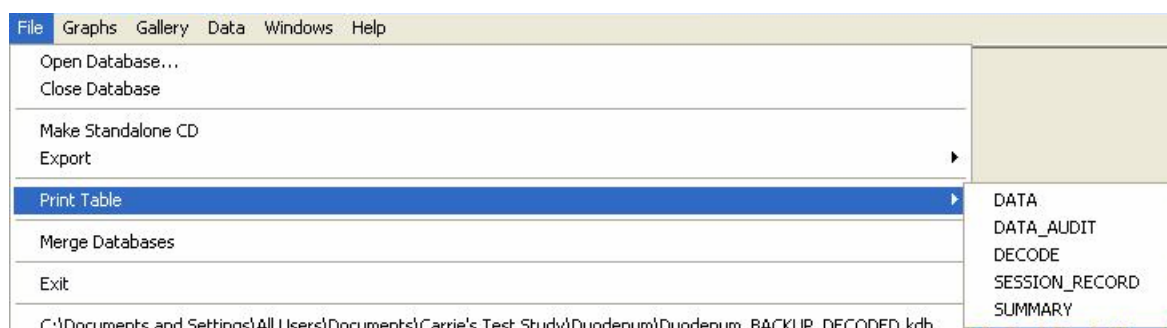 File Graphs Gallery Data Windows Help
Open Database...
Close Database
Make Standalone CD
Export
Print Table
DATA
DATA_AUDIT
DECODE
SESSION_RECORD
SUMMARY
Merge Databases
Exit
C:\Documents and Settings\All Users\Documents\Carrie's Test Study\Duodenum\Duodenum_BACKUP_DECODED.kdb